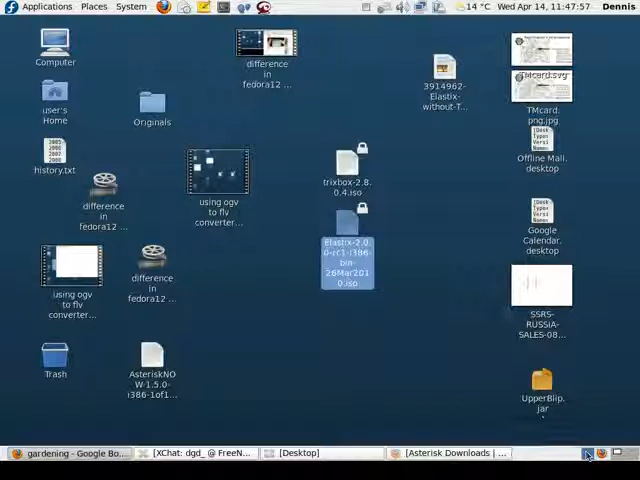 Applications Places System 14 °C Wed Apr 14, 11:47:57 Dennis
Computer
user's
Home
history.txt
Originals
difference
in
fedora12 ...
difference
in
fedora12 ...
using ogv
to flv
converter...
using ogv
to flv
converter...
difference
in
fedora12 ...
Trash
AsteriskNO
W-1.5.0-
i386-1of1...
trixbox-2.8.
0.4.iso
Elastix-2.0.
0-rc1-i386-
bin-
26Mar201
0.iso
3914962-
Elastix-
without-T...
TMcard.svg
TMcard.
png.jpg
Offline Mail.
desktop
Google
Calendar.
desktop
SSRS-
RUSSIA-
SALES-08...
UpperBlip.
jar
gardening - Google Bo... [XChat: dgd_ @ FreeN... [Desktop] [Asterisk Downloads | ...